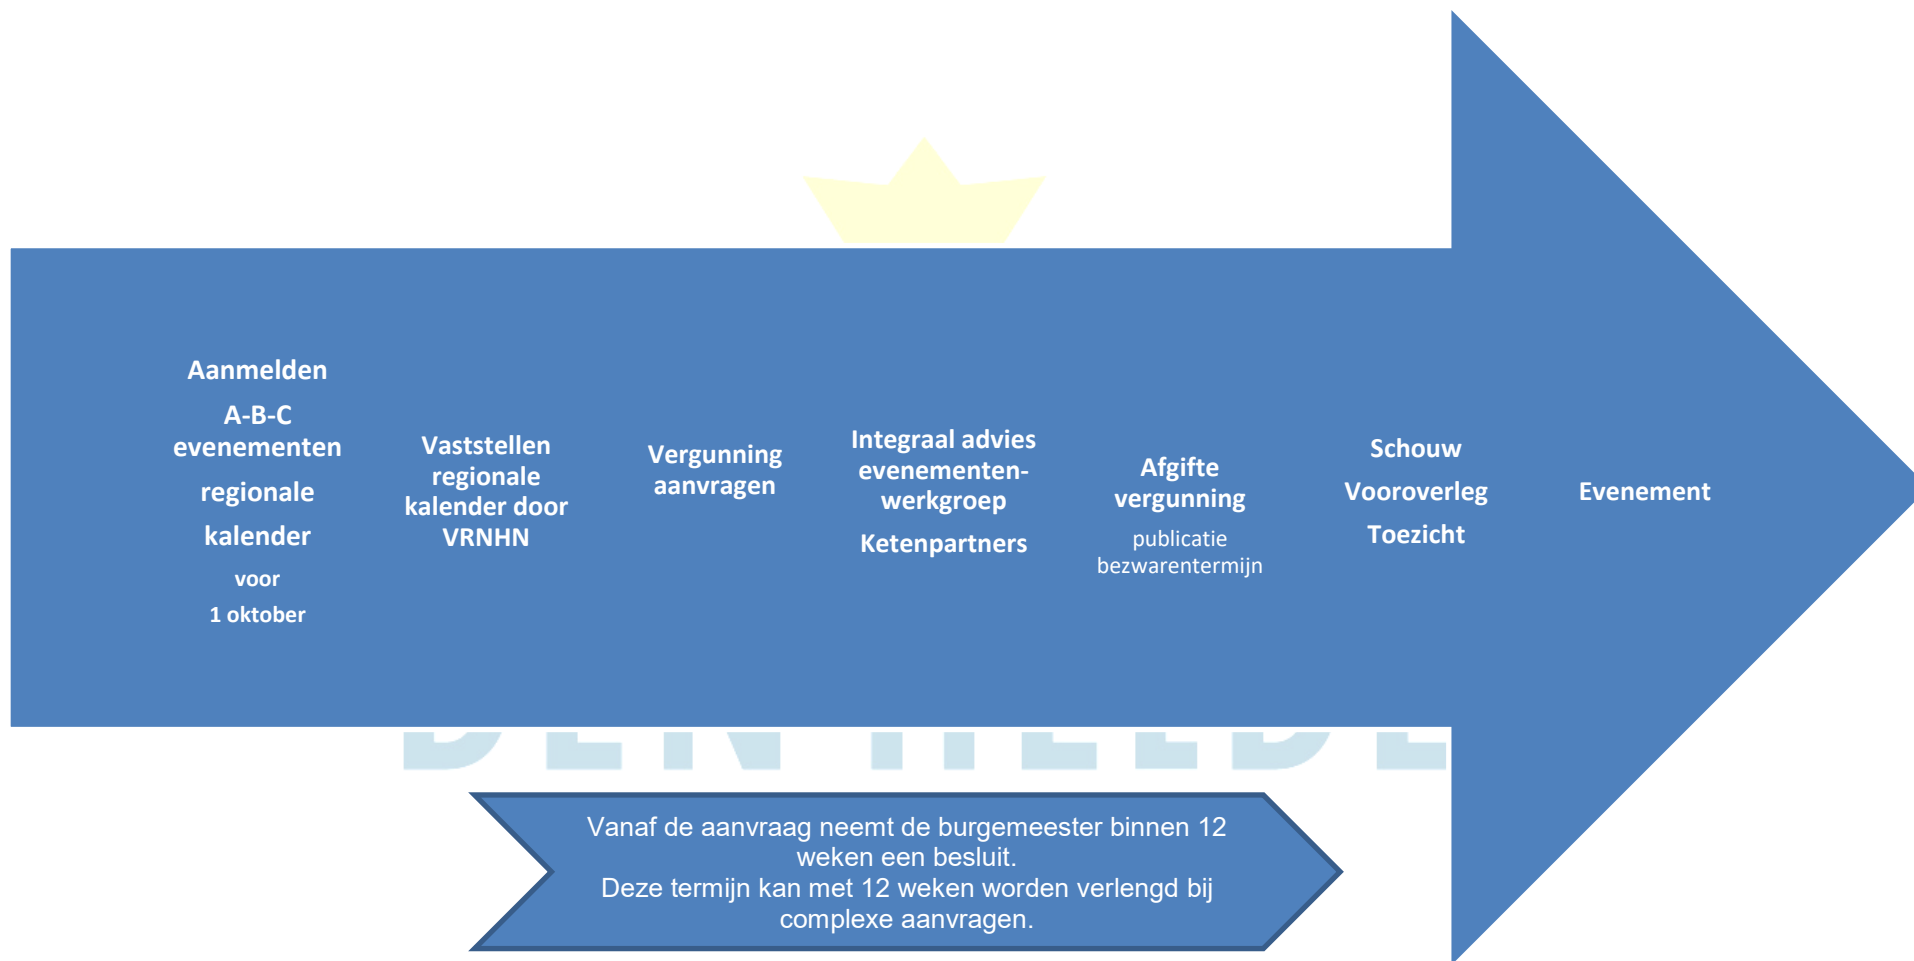 Aanmelden
A-B-C
evenementen
regionale
kalender
voor
1 oktober
Vaststellen
regionale
kalender door
VRNHN
Vergunning
aanvragen
Integraal advies
evenementen-
werkgroep
Ketenpartners
Afgifte
vergunning
publicatie
bezwarentermijn
Schouw
Vooroverleg
Toezicht
Evenement
DEN HELDE
Vanaf de aanvraag neemt de burgemeester binnen 12
weken een besluit.
Deze termijn kan met 12 weken worden verlengd bij
complexe aanvragen.